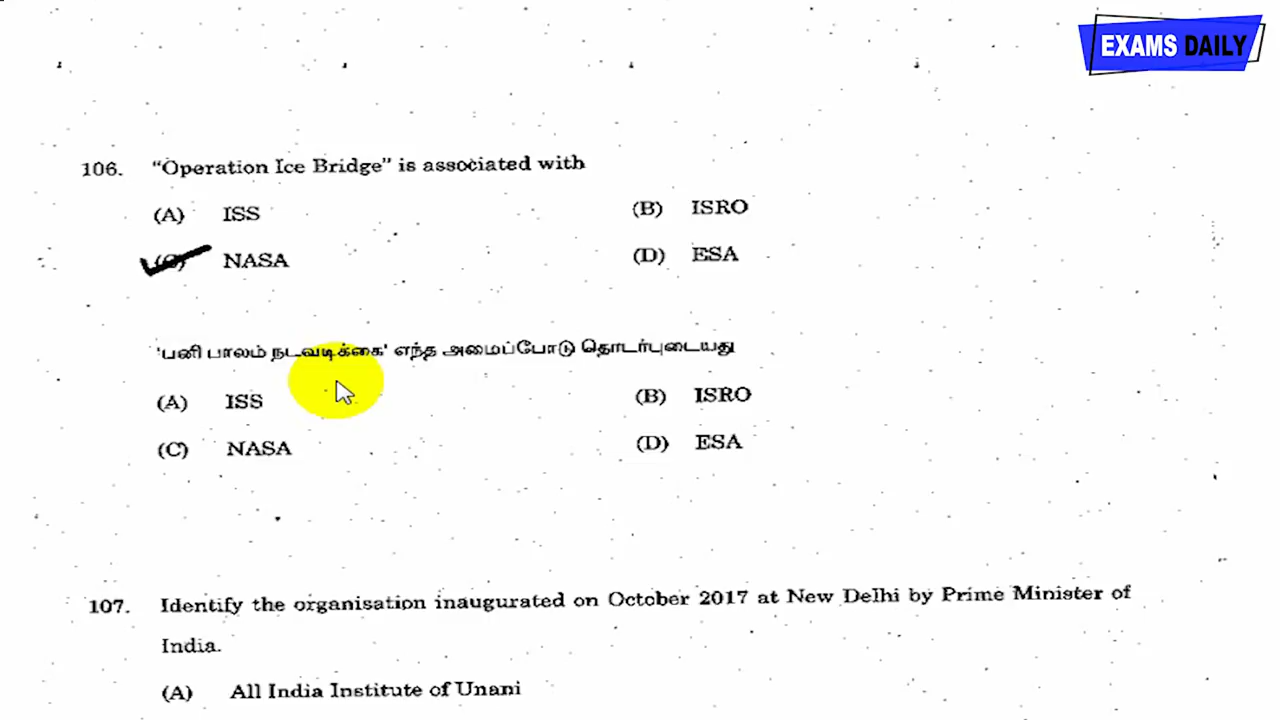 EXAMS DAILY
106. "Operation Ice Bridge" is associated with
(A) ISS (B) ISRO
(C) NASA (D) ESA
'பனி பாலம் நடவடிக்கை' எந்த அமைப்போடு தொடர்புடையது
(A) ISS (B) ISRO
(C) NASA (D) ESA
107. Identify the organisation inaugurated on October 2017 at New Delhi by Prime Minister of
India.
(A) All India Institute of Unani